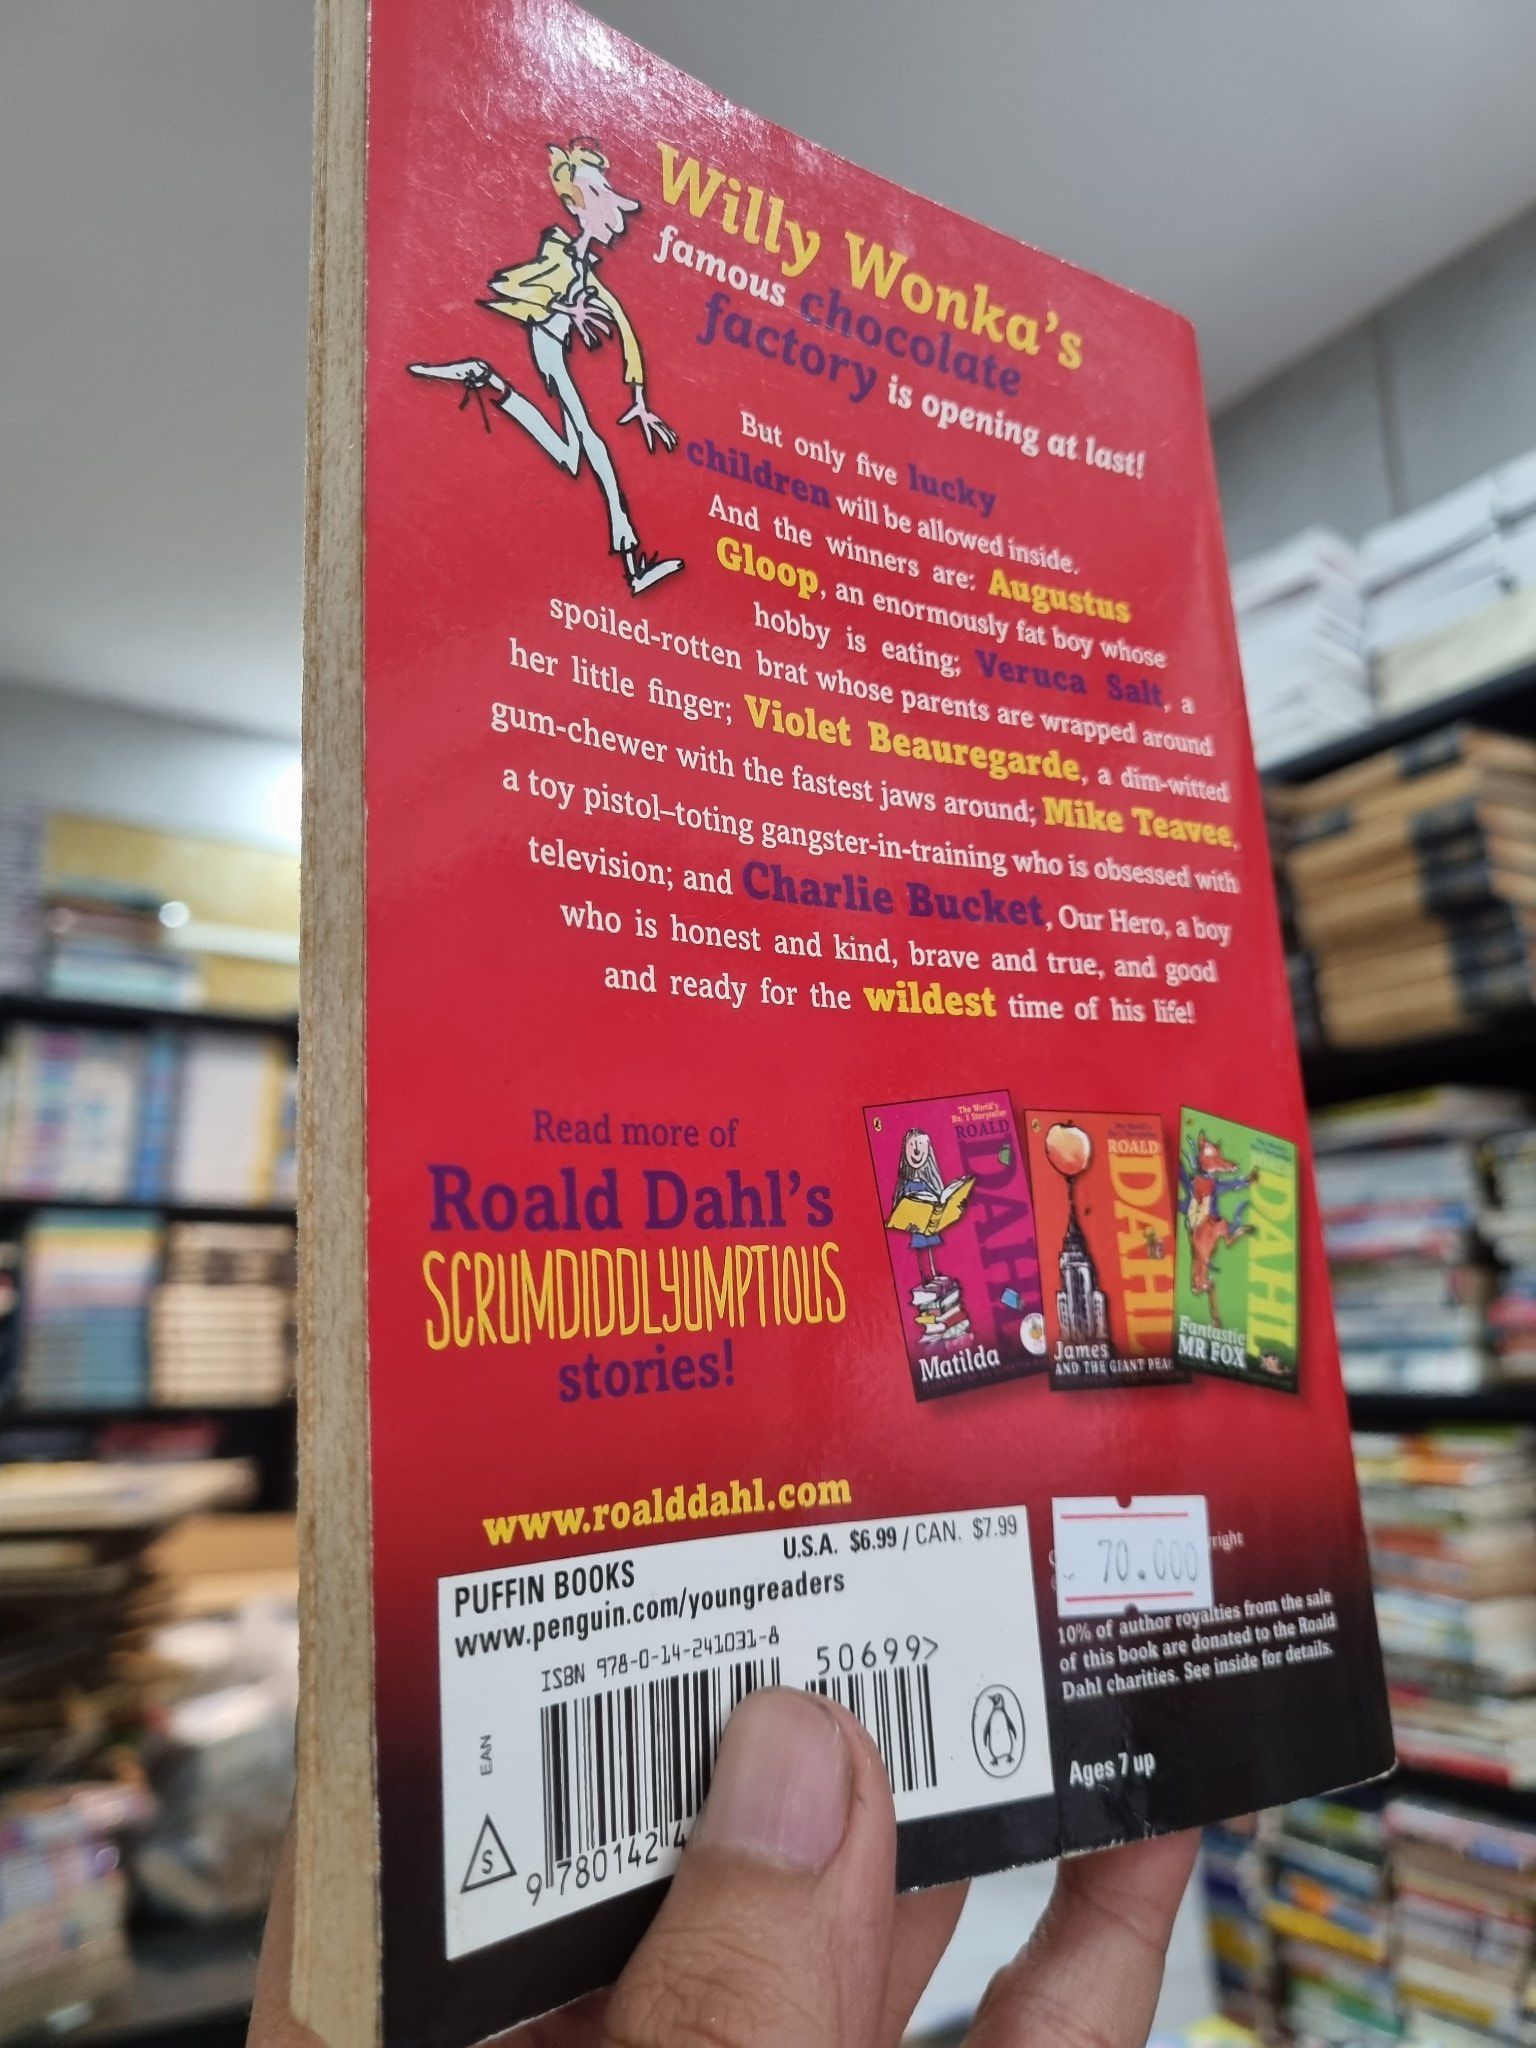 Willy Wonka's
famous chocolate
factory is opening at last!
But only five lucky
children will be allowed inside.
And the winners are: Augustus
Gloop, an enormously fat boy whose
hobby is eating; Veruca Salt, a
spoiled-rotten brat whose parents are wrapped around
her little finger; Violet Beauregarde, a dim-witted
gum-chewer with the fastest jaws around; Mike Teavee,
a toy pistol–toting gangster-in-training who is obsessed with
television; and Charlie Bucket, Our Hero, a boy
who is honest and kind, brave and true, and good
and ready for the wildest time of his life!
Read more of
Roald Dahl's
SCRUMDIDDLYUMPTIOUS
stories!
The World's
No. 1 Storyteller
ROALD
DAHL
Matilda
ROALD
DAHL
James
AND THE GIANT PEA
DAHL
Fantastic
MR FOX
www.roalddahl.com
PUFFIN BOOKS
U.S.A. $6.99 / CAN. $7.99
www.penguin.com/youngreaders
ISBN 978-0-14-241031-8
50699>
EAN
S
9 780142 4
70.000
right
10% of author royalties from the sale
of this book are donated to the Roald
Dahl charities. See inside for details.
Ages 7 up